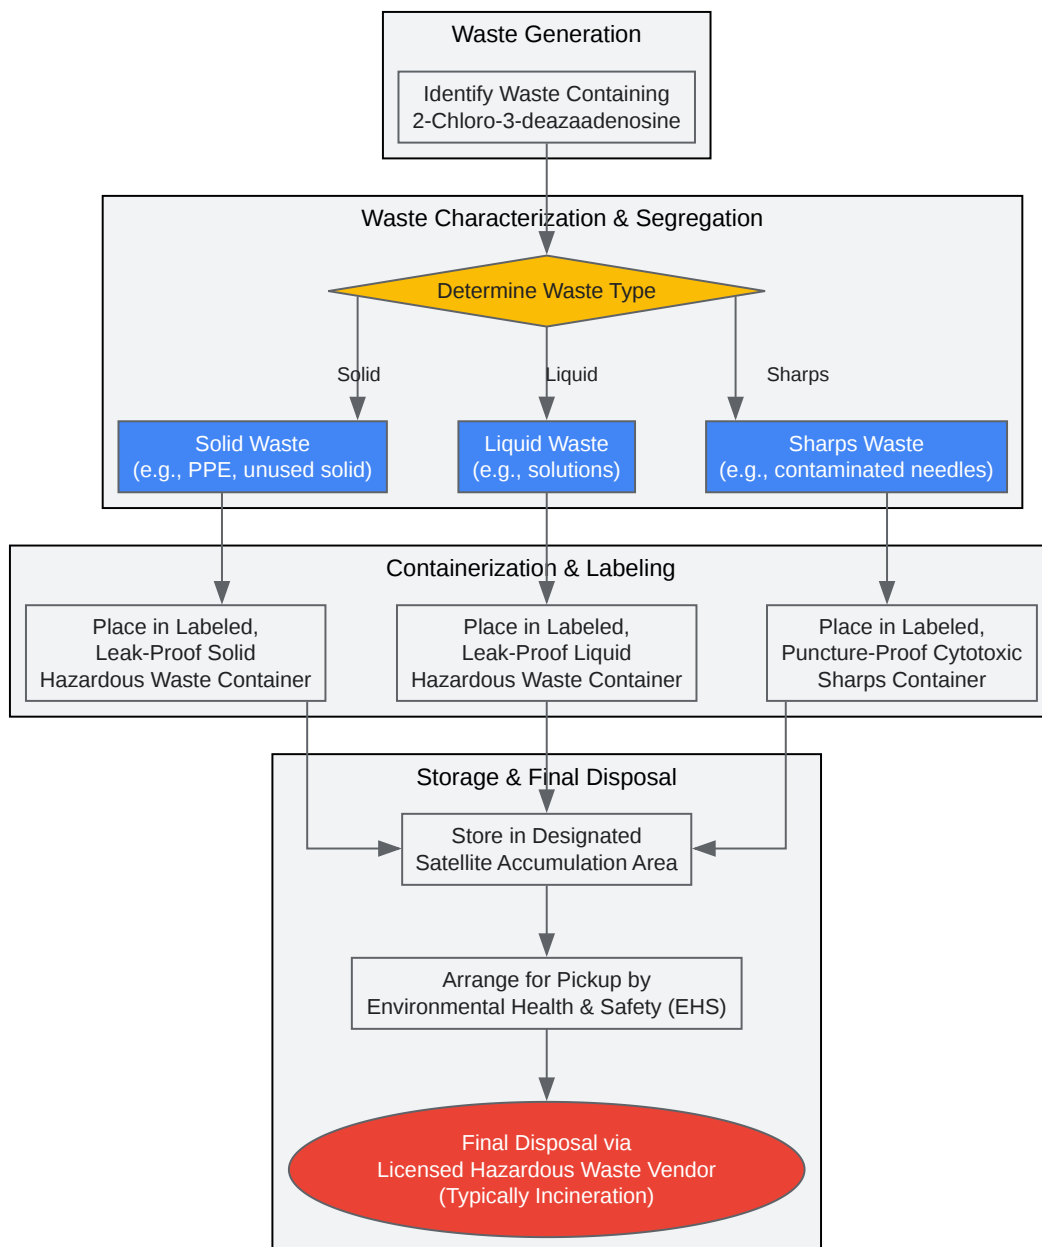 Waste Generation
Identify Waste Containing
2-Chloro-3-deazaadenosine
Waste Characterization & Segregation
Determine Waste Type
Solid
Liquid
Sharps
Solid Waste
(e.g., PPE, unused solid)
Liquid Waste
(e.g., solutions)
Sharps Waste
(e.g., contaminated needles)
Containerization & Labeling
Place in Labeled,
Leak-Proof Solid
Hazardous Waste Container
Place in Labeled,
Leak-Proof Liquid
Hazardous Waste Container
Place in Labeled,
Puncture-Proof Cytotoxic
Sharps Container
Storage & Final Disposal
Store in Designated
Satellite Accumulation Area
Arrange for Pickup by
Environmental Health & Safety (EHS)
Final Disposal via
Licensed Hazardous Waste Vendor
(Typically Incineration)